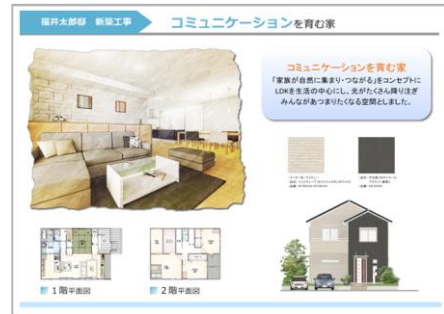 福井太郎邸 新築工事
コミュニケーションを育む家
コミュニケーションを育む家
「家族が自然に集まり・つながる」をコンセプトに
LDKを生活の中心にし、光がたくさん降り注ぎ
みんながあつまりたくなる空間としました。
1階平面図
2階平面図